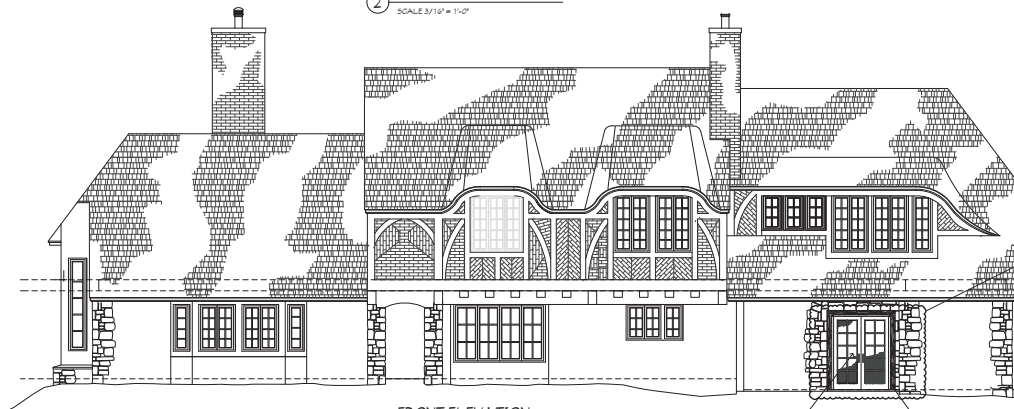 2
SCALE 3/16" = 1'-0"
FRONT ELEVATION